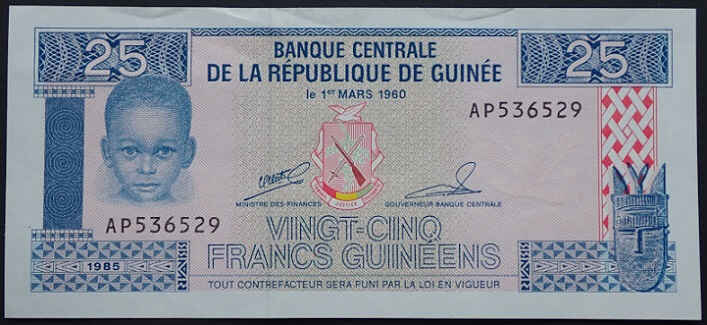 25
25
BANQUE CENTRALE
DE LA RÉPUBLIQUE DE GUINÉE
le 1er MARS 1960
AP536529
MINISTRE DES FINANCES
GOUVERNEUR BANQUE CENTRALE
AP536529
VINGT-CINQ
FRANCS GUINÉENS
1985
TOUT CONTREFACTEUR SERA PUNI PAR LA LOI EN VIGUEUR